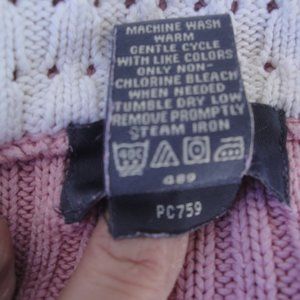 MACHINE WASH
WARM
GENTLE CYCLE
WITH LIKE COLORS
ONLY NON-
CHLORINE BLEACH
WHEN NEEDED
TUMBLE DRY LOW
REMOVE PROMPTLY
STEAM IRON
469
PC759